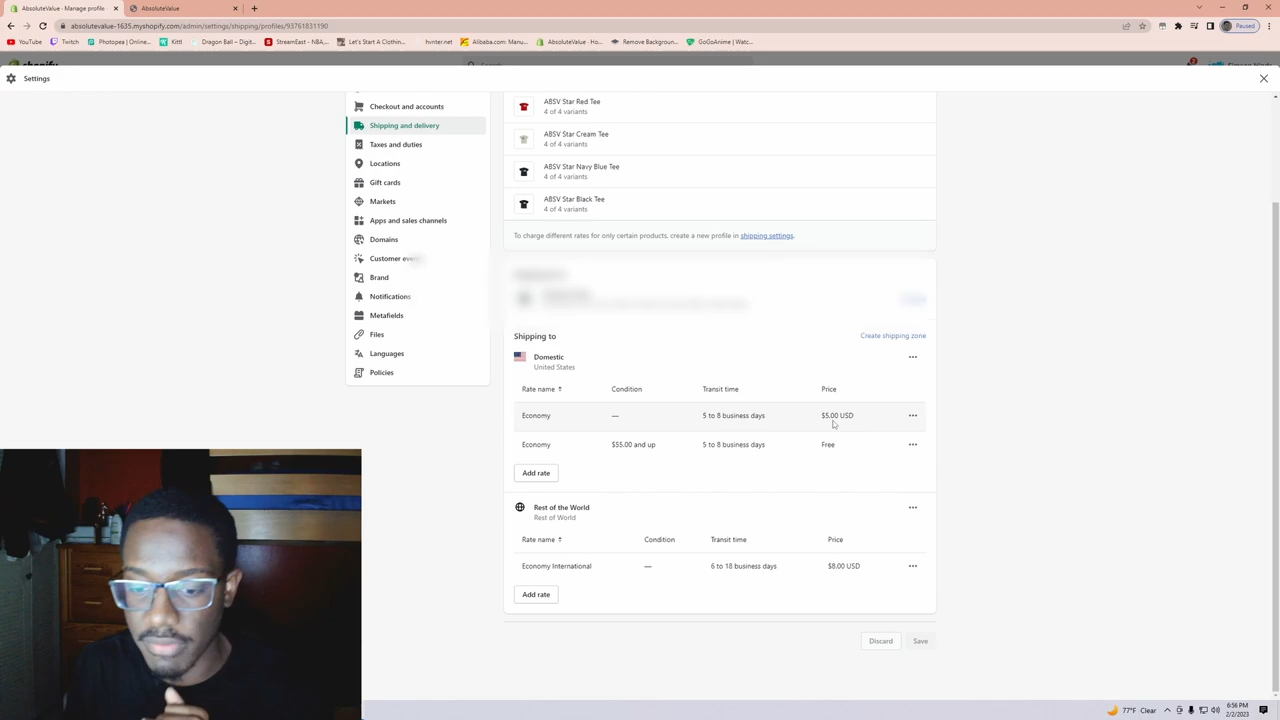 AbsoluteValue - Manage profile
AbsoluteValue
absolutevalue-1635.myshopify.com/admin/settings/shipping/profiles/93761831190
Paused
YouTube
Twitch
Photopea | Online...
Kittl
Dragon Ball – Digit...
StreamEast - NBA,...
Let's Start A Clothin...
hvinter.net
Alibaba.com: Manu...
AbsoluteValue - Ho...
Remove Backgroun...
GoGoAnime | Watc...
Settings
Checkout and accounts
Shipping and delivery
Taxes and duties
Locations
Gift cards
Markets
Apps and sales channels
Domains
Customer
Brand
Notifications
Metafields
Files
Languages
Policies
ABSV Star Red Tee
4 of 4 variants
ABSV Star Cream Tee
4 of 4 variants
ABSV Star Navy Blue Tee
4 of 4 variants
ABSV Star Black Tee
4 of 4 variants
To charge different rates for only certain products, create a new profile in shipping settings.
Shipping to
Create shipping zone
Domestic
United States
Rate name Condition Transit time Price
Economy — 5 to 8 business days $5.00 USD
Economy $55.00 and up 5 to 8 business days Free
Add rate
Rest of the World
Rest of World
Rate name Condition Transit time Price
Economy International — 6 to 18 business days $8.00 USD
Add rate
Discard
Save
77°F Clear
6:56 PM
2/2/2023